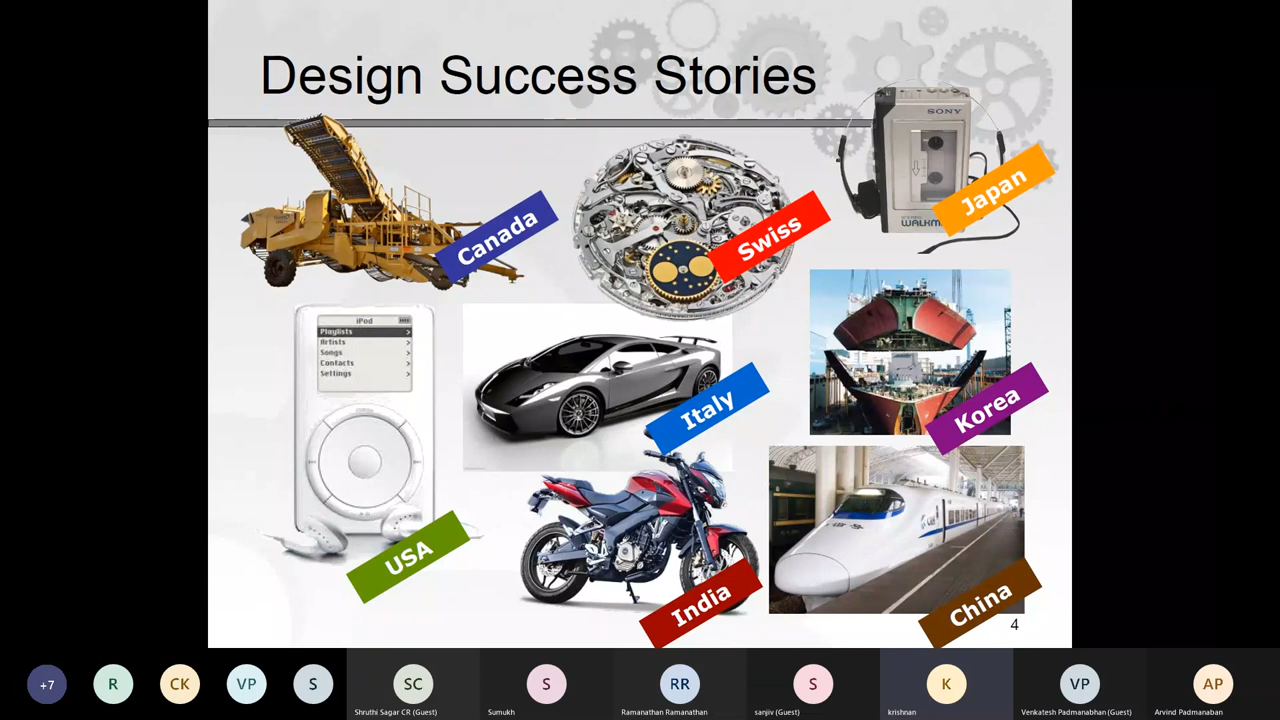 Design Success Stories
SONY
WALKM
Canada
Swiss
Japan
iPod
Playlists >
Artists >
Songs >
Contacts >
Settings >
Italy
Korea
USA
India
China
4
+7
R
CK
VP
S
SC
S
RR
S
K
VP
AP
Shruthi Sagar CR (Guest)
Sumukh
Ramanathan Ramanathan
sanjiv (Guest)
krishnan
Venkatesh Padmanabhan (Guest)
Arvind Padmanaban